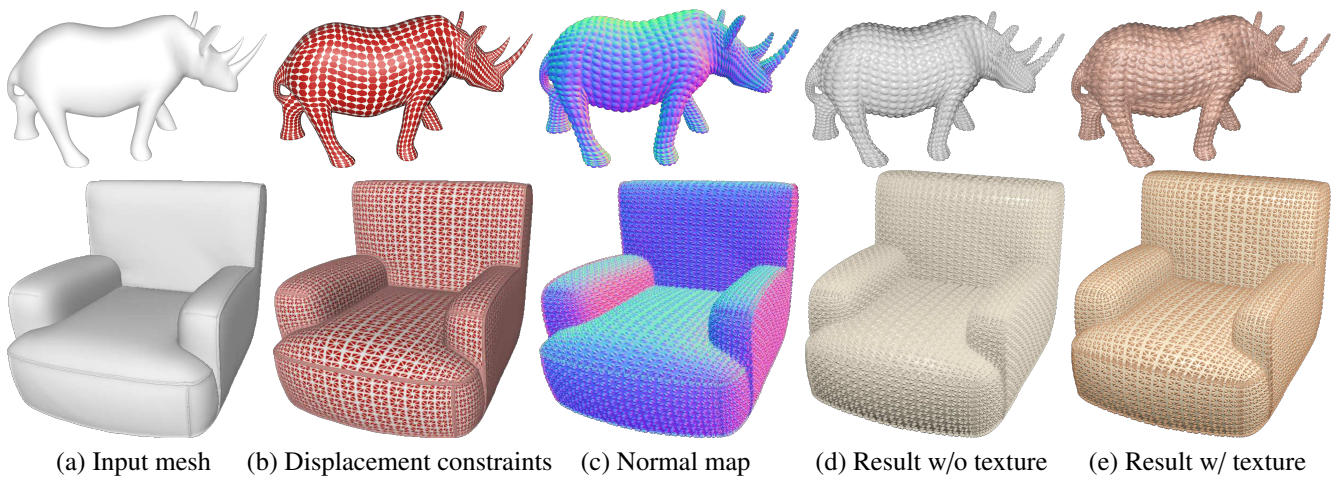 (a) Input mesh (b) Displacement constraints (c) Normal map (d) Result w/o texture (e) Result w/ texture